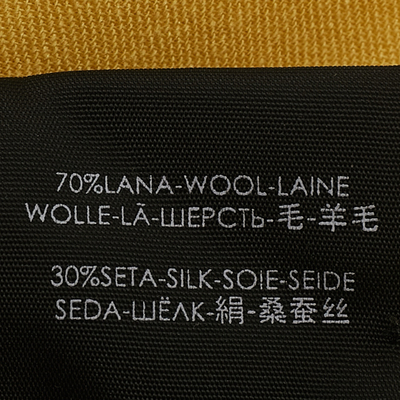 70%LANA-WOOL-LAINE
WOLLE-LÃ-ШЕРСТЬ-毛-羊毛
30%SETA-SILK-SOIE-SEIDE
SEDA-ШЁЛК-絹-桑蚕丝